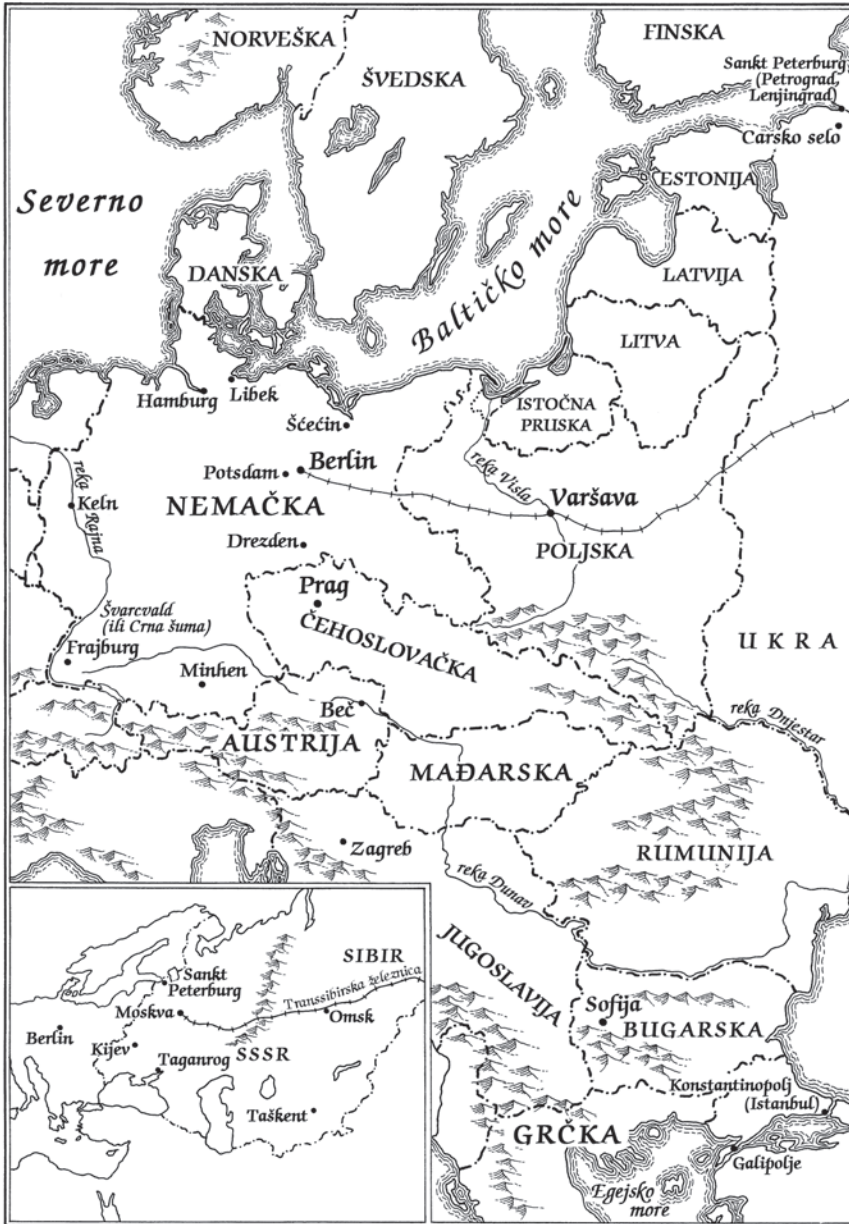 NORVEŠKA
FINSKA
ŠVEDSKA
Sankt Peterburg
(Petrograd,
Lenjingrad)
Carsko selo
ESTONIJA
Severno
more
Baltičko more
DANSKA
LATVIJA
LITVA
Hamburg
Libek
Šćećin
ISTOČNA
PRUSKA
Potsdam
Berlin
reka Visla
reka
Rajna
Keln
NEMAČKA
Varšava
Drezden
POLJSKA
Prag
Švarcvald
(ili Crna šuma)
ČEHOSLOVAČKA
UKRA
Frajburg
Minhen
Beč
reka Dnjestar
AUSTRIJA
MAĐARSKA
Zagreb
RUMUNIJA
reka Dunav
JUGOSLAVIJA
Sofija
BUGARSKA
Konstantinopolj
(Istanbul)
GRČKA
Galipolje
Egejsko
more
SIBIR
Sankt
Peterburg
Transsibirska železnica
Moskva
Omsk
Berlin
Kijev
SSSR
Taganrog
Taškent